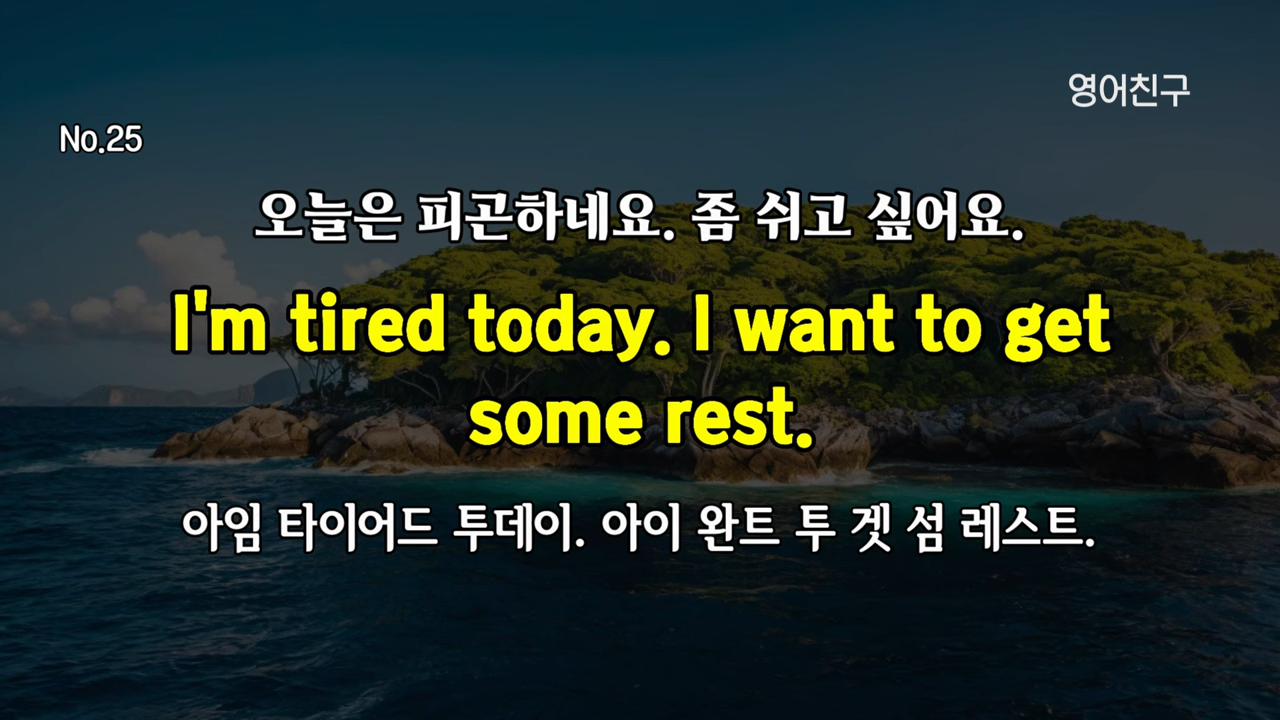 영어친구
No.25
오늘은 피곤하네요. 좀 쉬고 싶어요.
I'm tired today. I want to get
some rest.
아임 타이어드 투데이. 아이 완트 투 겟 섬 레스트.